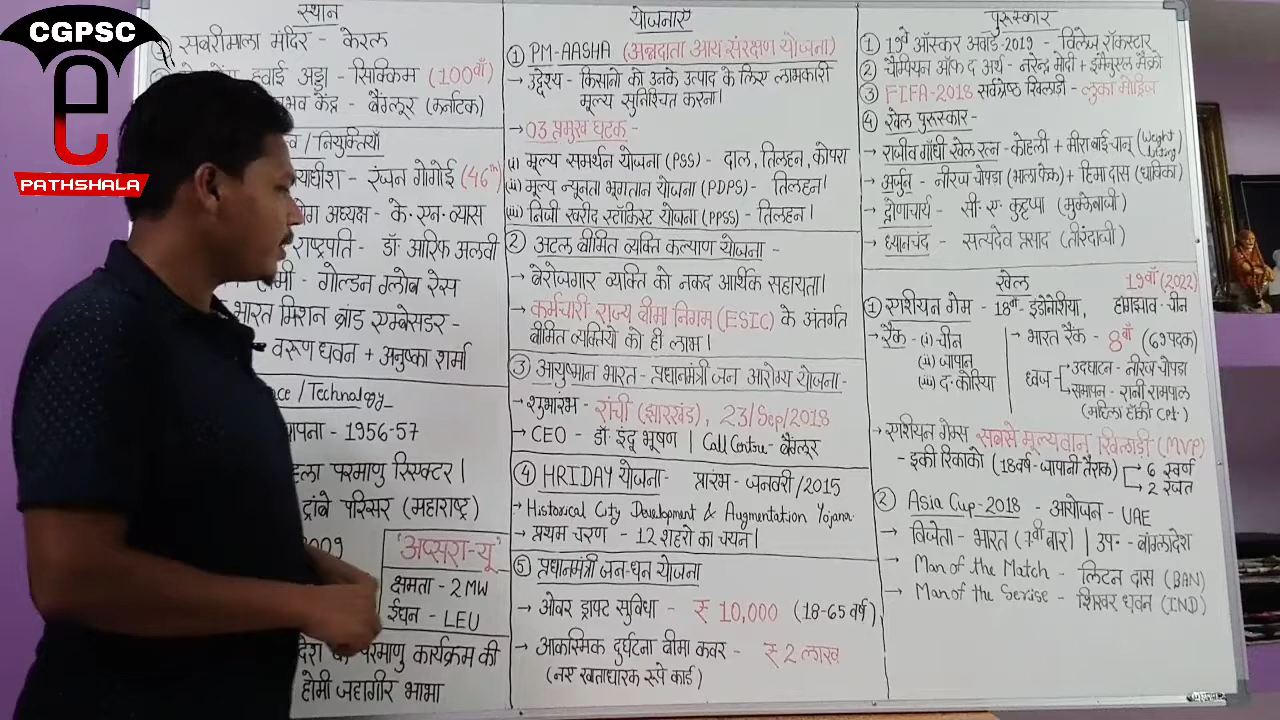 CGPSC
e
PATHSHALA
स्थान
सबरीमाला मंदिर - केरल
हवाई अड्डा - सिक्किम (100वाँ)
केंद्र - बैंग्लूर (कर्नाटक)
/ नियुक्तियाँ
- रंजन गोगोई (46th)
अध्यक्ष - के. एन. व्यास
राष्ट्रपति - डॉ आरिफ अलवी
- गोल्डन ग्लोब रेस
भारत मिशन ब्रांड एम्बेसडर -
- वरूण धवन + अनुष्का शर्मा
/ Technology
- 1956-57
परमाणु रिएक्टर।
ट्रांबे परिसर (महाराष्ट्र)
2009
"अप्सरा-यू"
क्षमता - 2 MW
ईंधन - LEU
परमाणु कार्यक्रम की
होमी जहाँगीर भाभा
योजनाएँ
① PM-AASHA (अन्नदाता आय संरक्षण योजना)
→ उद्देश्य - किसानो को उनके उत्पाद के लिए लाभकारी
मूल्य सुनिश्चित करना।
→ 03 प्रमुख घटक -
(i) मूल्य समर्थन योजना (PSS) - दाल, तिलहन, कोपरा
(ii) मूल्य न्यूनता भूगतान योजना (PDPS) - तिलहन।
(iii) निजी खरीद स्टॉकिस्ट योजना (PPSS) - तिलहन।
② अटल बीमित व्यक्ति कल्याण योजना -
→ बेरोजगार व्यक्ति को नकद आर्थिक सहायता।
→ कर्मचारी राज्य बीमा निगम (ESIC) के अंतर्गत
बीमित व्यक्तियो को ही लाभ।
③ आयुष्मान भारत - प्रधानमंत्री जन आरोग्य योजना -
→ शुभारंभ - रांची (झारखंड), 23/Sep/2018
→ CEO - डॉ. इंदू भूषण | Call Centre - बैंग्लूर
④ HRIDAY योजना - प्रारंभ - जनवरी/2015
→ Historical City Development & Augmentation Yojana
→ प्रथम चरण - 12 शहरो का चयन।
⑤ प्रधानमंत्री जन-धन योजना
→ ओवर ड्राफ्ट सुविधा - ₹ 10,000 (18-65 वर्ष)
→ आकस्मिक दुर्घटना बीमा कवर - ₹ 2 लाख
(नए खाताधारक रूपे कार्ड)
पुरूस्कार
① 19वाँ ऑस्कर अवॉर्ड-2019 - विलेज रॉकस्टार
② चैम्पियन ऑफ द अर्थ - नरेन्द्र मोदी + इमैनुएल मैक्रो
③ FIFA-2018 सर्वश्रेष्ठ खिलाड़ी - लुका मोड्रिज
④ खेल पुरूस्कार -
→ राजीव गाँधी खेल रत्न - कोहली + मीराबाई चानू (Weight lifting)
→ अर्जुन - नीरज चोपड़ा (भाला फेंक) + हिमा दास (धाविका)
→ द्रोणाचार्य - सी. ए. कुट्टप्पा (मुक्केबाजी)
→ ध्यानचंद - सत्यदेव प्रसाद (तीरंदाजी)
खेल
19वाँ (2022)
① एशीयन गेम - 18वाँ - इंडोनेशिया, होंगझाव - चीन
→ रैंक - (i) चीन
(ii) जापान
(iii) द. कोरिया
→ भारत रैंक - 8वाँ (69 पदक)
ध्वज
→ उदघाटन - नीरज चोपड़ा
→ समापन - रानी रामपाल
(महिला हॉकी Cpt.)
→ एशीयन गेम्स सबसे मूल्यवान खिलाड़ी (MVP)
- इकी रिकाको (18 वर्ष - जापानी तैराक) → 6 स्वर्ण
→ 2 रजत
② Asia Cup-2018 - आयोजन - UAE
→ विजेता - भारत (7वी बार) | उप. - बांग्लादेश
→ Man of the Match - लिटन दास (BAN)
→ Man of the Serise - शिखर धवन (IND)